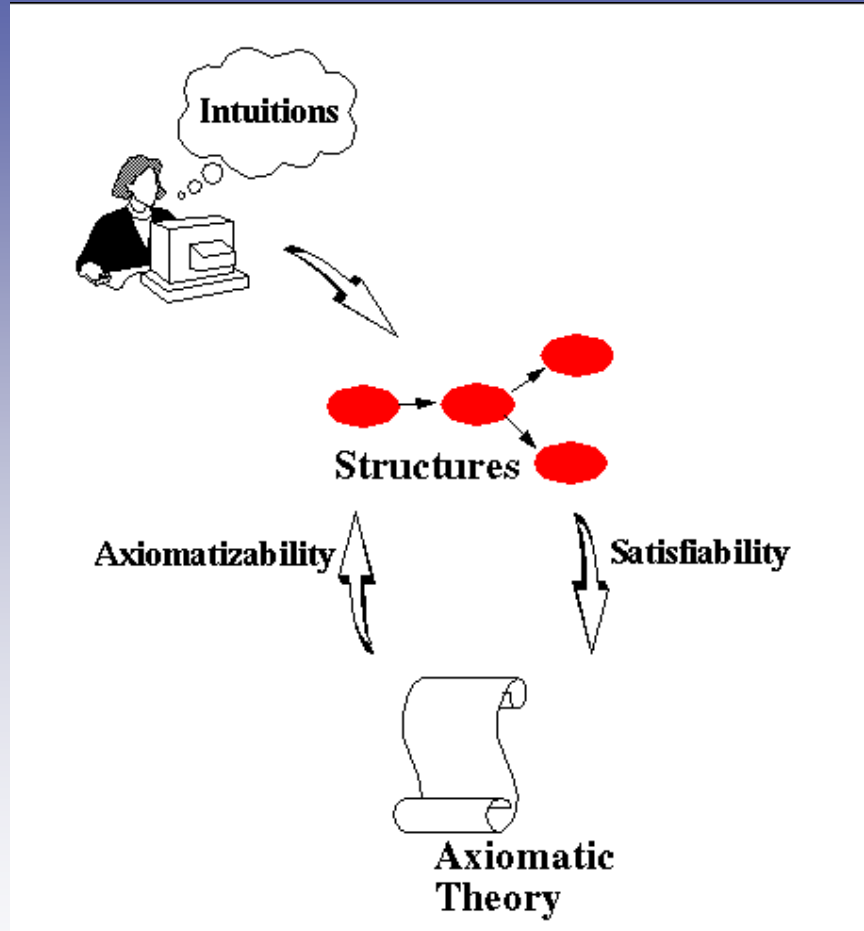 Intuitions
Structures
Axiomatizability
Satisfiability
Axiomatic
Theory